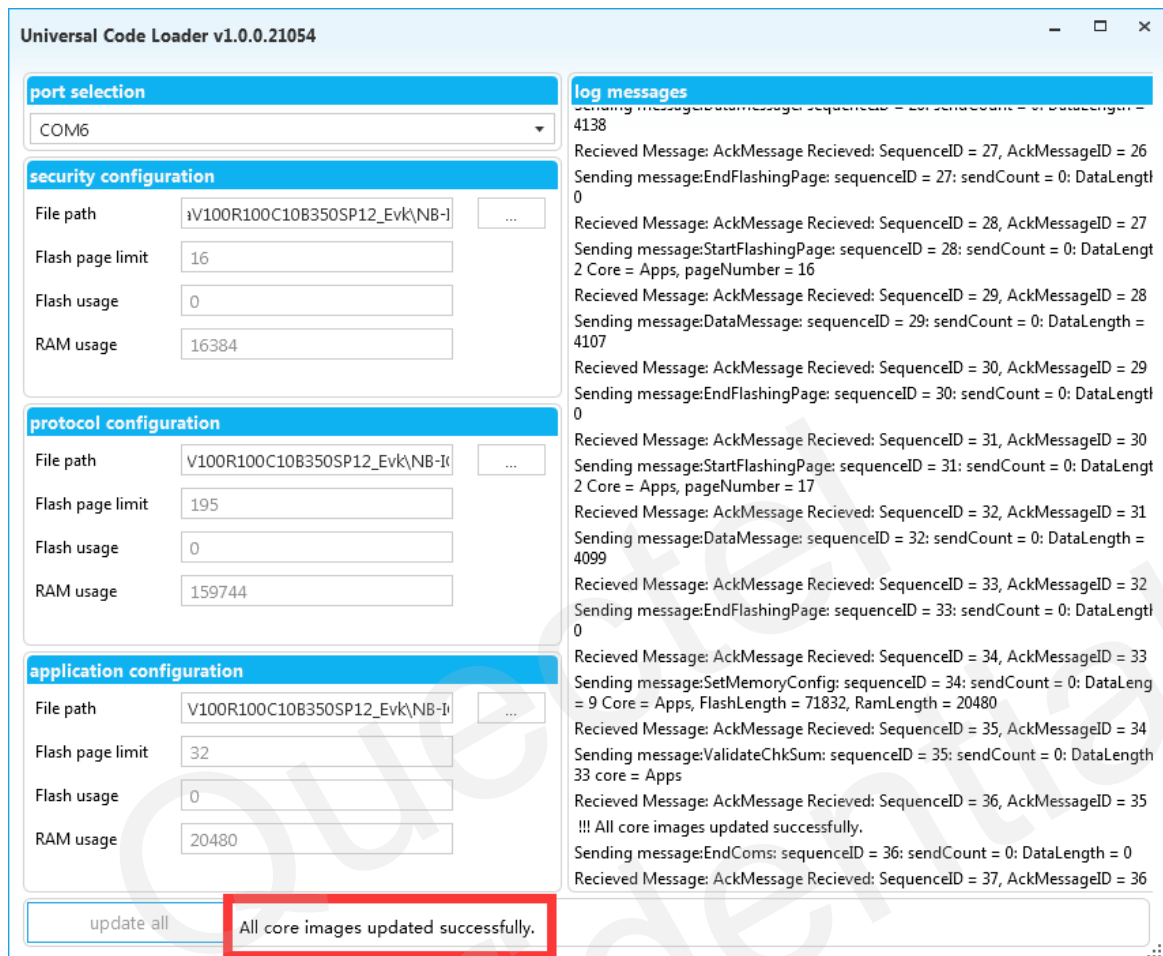 Universal Code Loader v1.0.0.21054
port selection
COM6
security configuration
File path
V100R100C10B350SP12_Evk\NB-I
...
Flash page limit
16
Flash usage
0
RAM usage
16384
protocol configuration
File path
V100R100C10B350SP12_Evk\NB-I
...
Flash page limit
195
Flash usage
0
RAM usage
159744
application configuration
File path
V100R100C10B350SP12_Evk\NB-I
...
Flash page limit
32
Flash usage
0
RAM usage
20480
update all
All core images updated successfully.
log messages
4138
Recieved Message: AckMessage Recieved: SequenceID = 27, AckMessageID = 26
Sending message:EndFlashingPage: sequenceID = 27: sendCount = 0: DataLength
0
Recieved Message: AckMessage Recieved: SequenceID = 28, AckMessageID = 27
Sending message:StartFlashingPage: sequenceID = 28: sendCount = 0: DataLengt
2 Core = Apps, pageNumber = 16
Recieved Message: AckMessage Recieved: SequenceID = 29, AckMessageID = 28
Sending message:DataMessage: sequenceID = 29: sendCount = 0: DataLength =
4107
Recieved Message: AckMessage Recieved: SequenceID = 30, AckMessageID = 29
Sending message:EndFlashingPage: sequenceID = 30: sendCount = 0: DataLength
0
Recieved Message: AckMessage Recieved: SequenceID = 31, AckMessageID = 30
Sending message:StartFlashingPage: sequenceID = 31: sendCount = 0: DataLengt
2 Core = Apps, pageNumber = 17
Recieved Message: AckMessage Recieved: SequenceID = 32, AckMessageID = 31
Sending message:DataMessage: sequenceID = 32: sendCount = 0: DataLength =
4099
Recieved Message: AckMessage Recieved: SequenceID = 33, AckMessageID = 32
Sending message:EndFlashingPage: sequenceID = 33: sendCount = 0: DataLength
0
Recieved Message: AckMessage Recieved: SequenceID = 34, AckMessageID = 33
Sending message:SetMemoryConfig: sequenceID = 34: sendCount = 0: DataLeng
= 9 Core = Apps, FlashLength = 71832, RamLength = 20480
Recieved Message: AckMessage Recieved: SequenceID = 35, AckMessageID = 34
Sending message:ValidateChkSum: sequenceID = 35: sendCount = 0: DataLength
33 core = Apps
Recieved Message: AckMessage Recieved: SequenceID = 36, AckMessageID = 35
!!! All core images updated successfully.
Sending message:EndComs: sequenceID = 36: sendCount = 0: DataLength = 0
Recieved Message: AckMessage Recieved: SequenceID = 37, AckMessageID = 36
Quectel